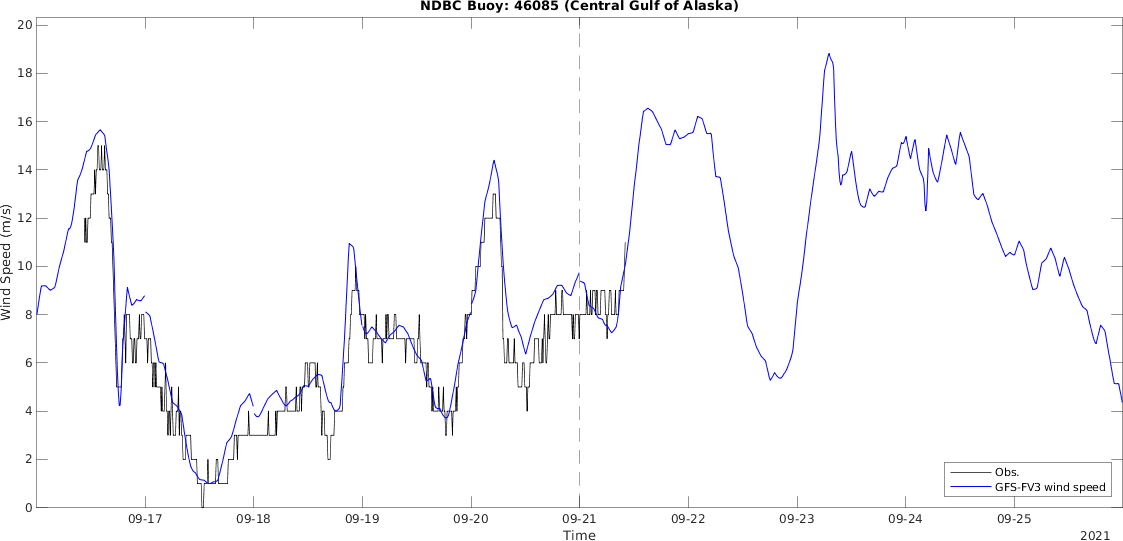 NDBC Buoy: 46085 (Central Gulf of Alaska)
20
18
16
14
12
10
8
6
4
2
0
Wind Speed (m/s)
Obs.
GFS-FV3 wind speed
09-17 09-18 09-19 09-20 09-21 09-22 09-23 09-24 09-25
Time
2021